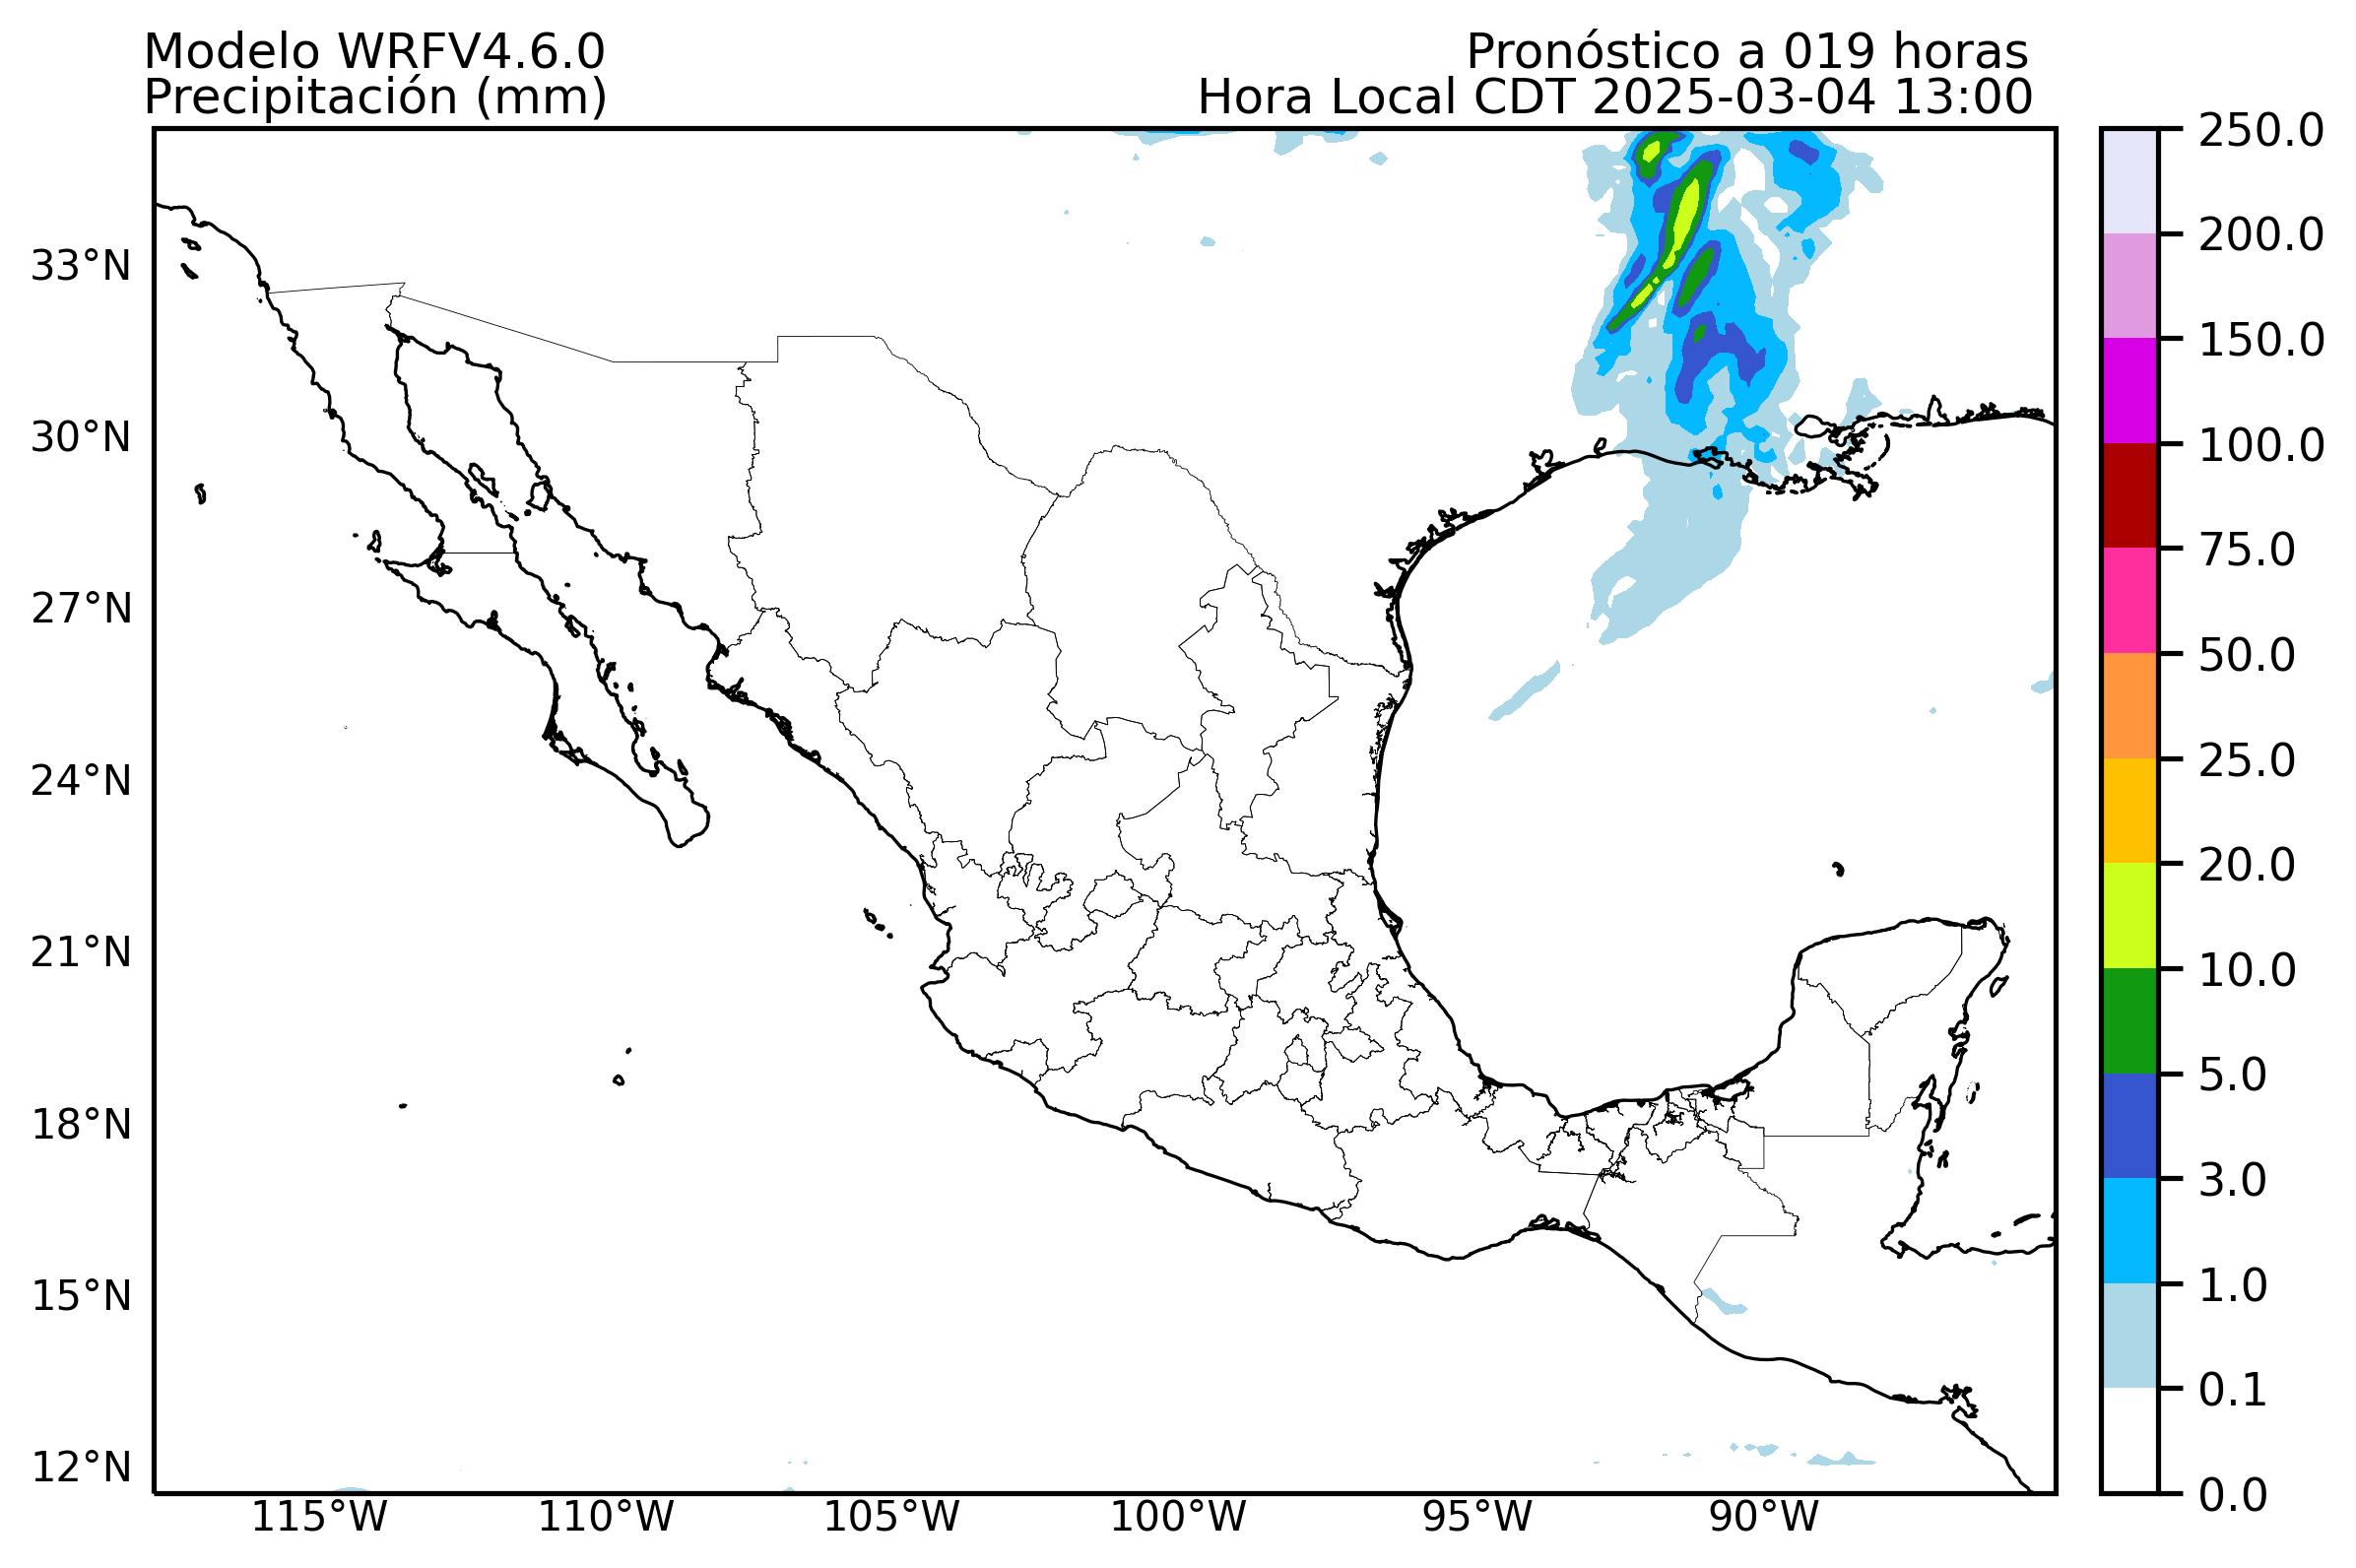 Modelo WRFV4.6.0
Pronóstico a 019 horas
Precipitación (mm)
Hora Local CDT 2025-03-04 13:00
33°N
30°N
27°N
24°N
21°N
18°N
15°N
12°N
115°W
110°W
105°W
100°W
95°W
90°W
250.0
200.0
150.0
100.0
75.0
50.0
25.0
20.0
10.0
5.0
3.0
1.0
0.1
0.0